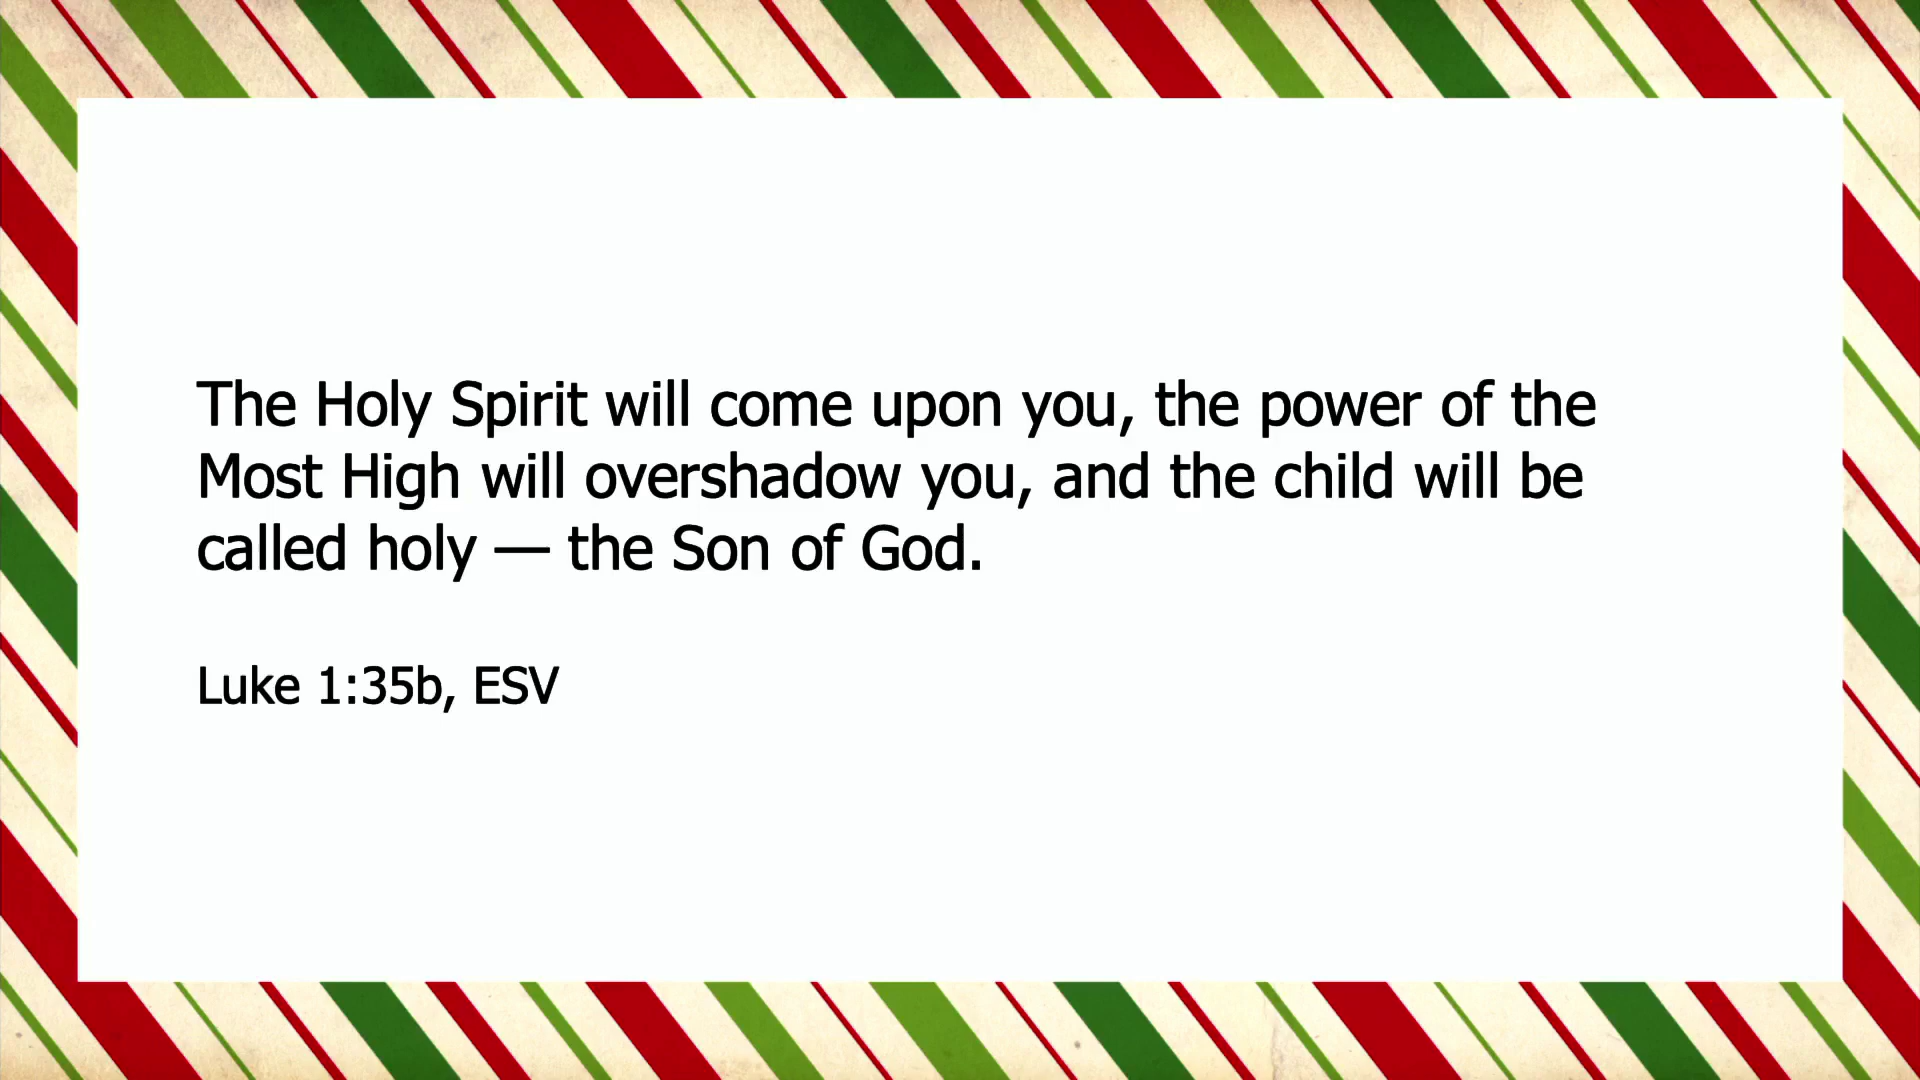 The Holy Spirit will come upon you, the power of the
Most High will overshadow you, and the child will be
called holy — the Son of God.
Luke 1:35b, ESV